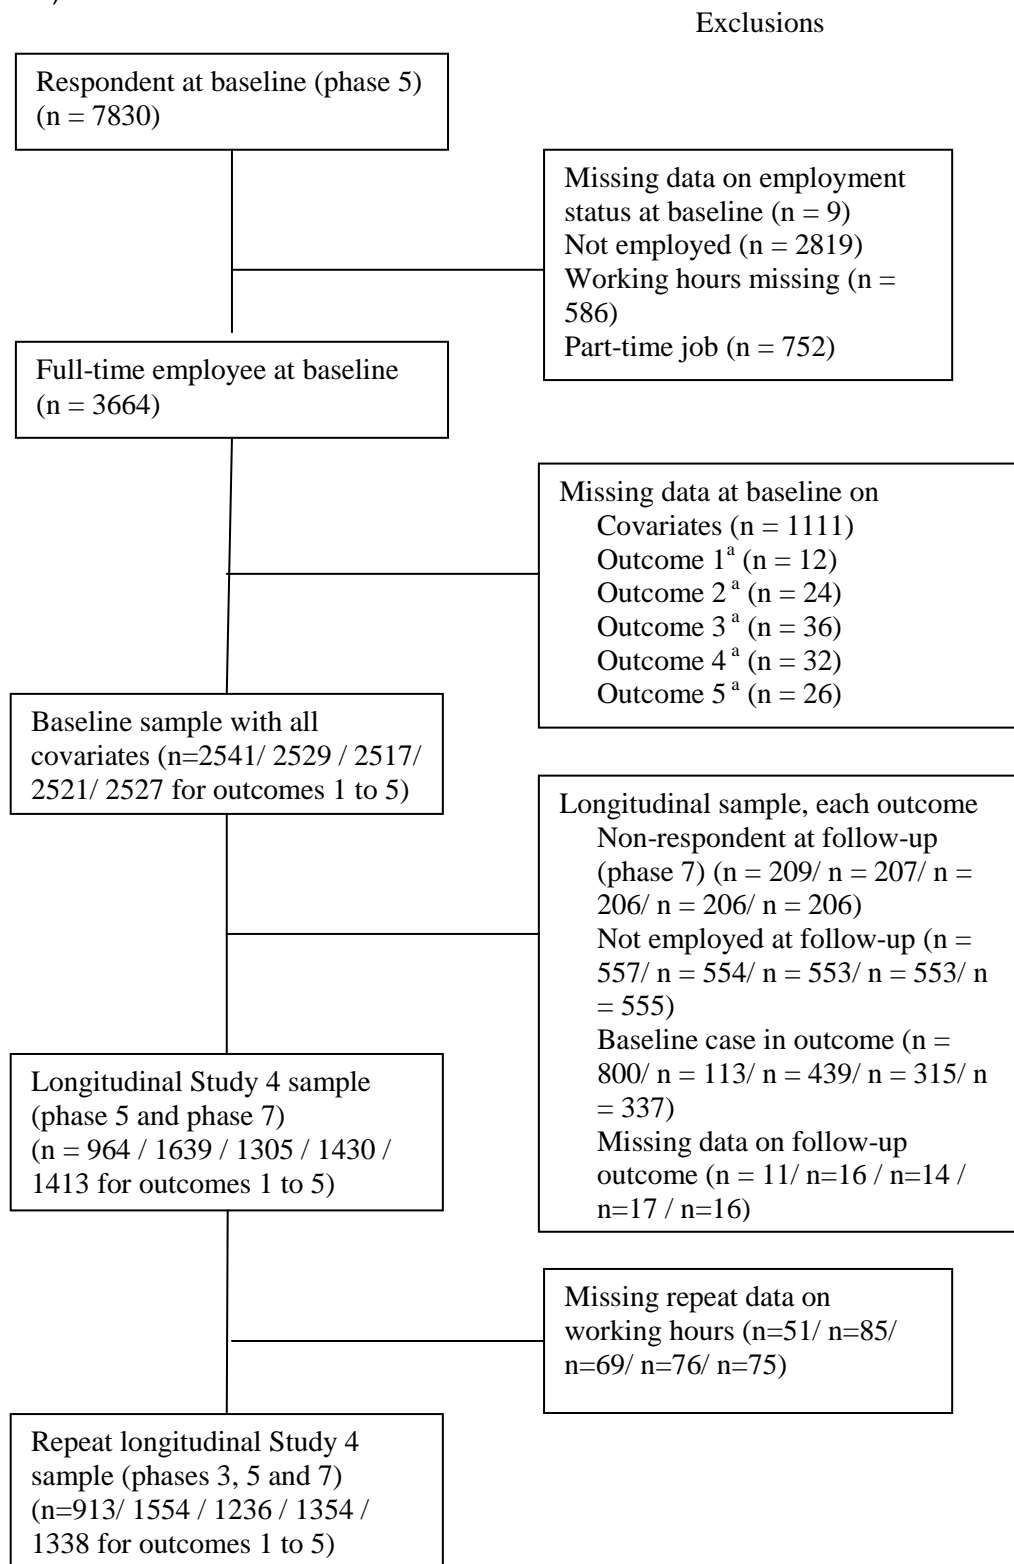 Exclusions
Respondent at baseline (phase 5)
(n = 7830)
Missing data on employment
status at baseline (n = 9)
Not employed (n = 2819)
Working hours missing (n =
586)
Part-time job (n = 752)
Full-time employee at baseline
(n = 3664)
Missing data at baseline on
Covariates (n = 1111)
Outcome 1ᵃ (n = 12)
Outcome 2 ᵃ (n = 24)
Outcome 3 ᵃ (n = 36)
Outcome 4 ᵃ (n = 32)
Outcome 5 ᵃ (n = 26)
Baseline sample with all
covariates (n=2541/ 2529 / 2517/
2521/ 2527 for outcomes 1 to 5)
Longitudinal sample, each outcome
Non-respondent at follow-up
(phase 7) (n = 209/ n = 207/ n =
206/ n = 206/ n = 206)
Not employed at follow-up (n =
557/ n = 554/ n = 553/ n = 553/ n
= 555)
Baseline case in outcome (n =
800/ n = 113/ n = 439/ n = 315/ n
= 337)
Missing data on follow-up
outcome (n = 11/ n=16 / n=14 /
n=17 / n=16)
Longitudinal Study 4 sample
(phase 5 and phase 7)
(n = 964 / 1639 / 1305 / 1430 /
1413 for outcomes 1 to 5)
Missing repeat data on
working hours (n=51/ n=85/
n=69/ n=76/ n=75)
Repeat longitudinal Study 4
sample (phases 3, 5 and 7)
(n=913/ 1554 / 1236 / 1354 /
1338 for outcomes 1 to 5)